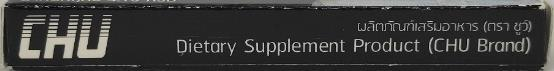 CHU
ผลิตภัณฑ์เสริมอาหาร (ตรา ชูว์)
Dietary Supplement Product (CHU Brand)